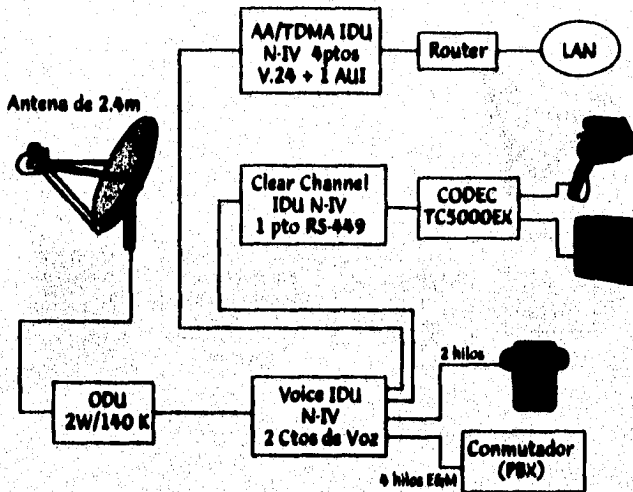 AA/TDMA IDU
N-IV 4ptos
V.24 + 1 AUI
Router
LAN
Antena de 2.4m
Clear Channel
IDU N-IV
1 pto RS-449
CODEC
TC5000EX
2 hilos
ODU
2W/140 K
Voice IDU
N-IV
2 Ctos de Voz
Conmutador
(PBX)
4 hilos E&M